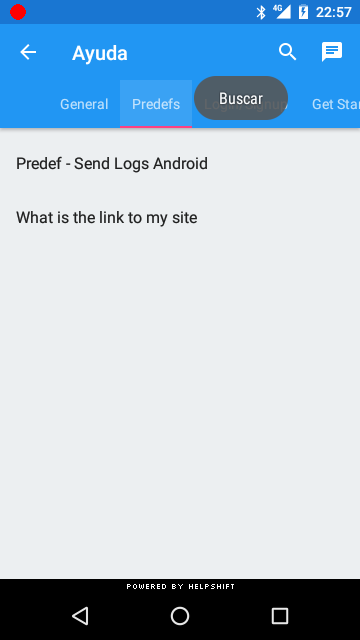 4G 22:57
Ayuda
General Predefs Get Star
Buscar
Predef - Send Logs Android
What is the link to my site
POWERED BY HELPSHIFT